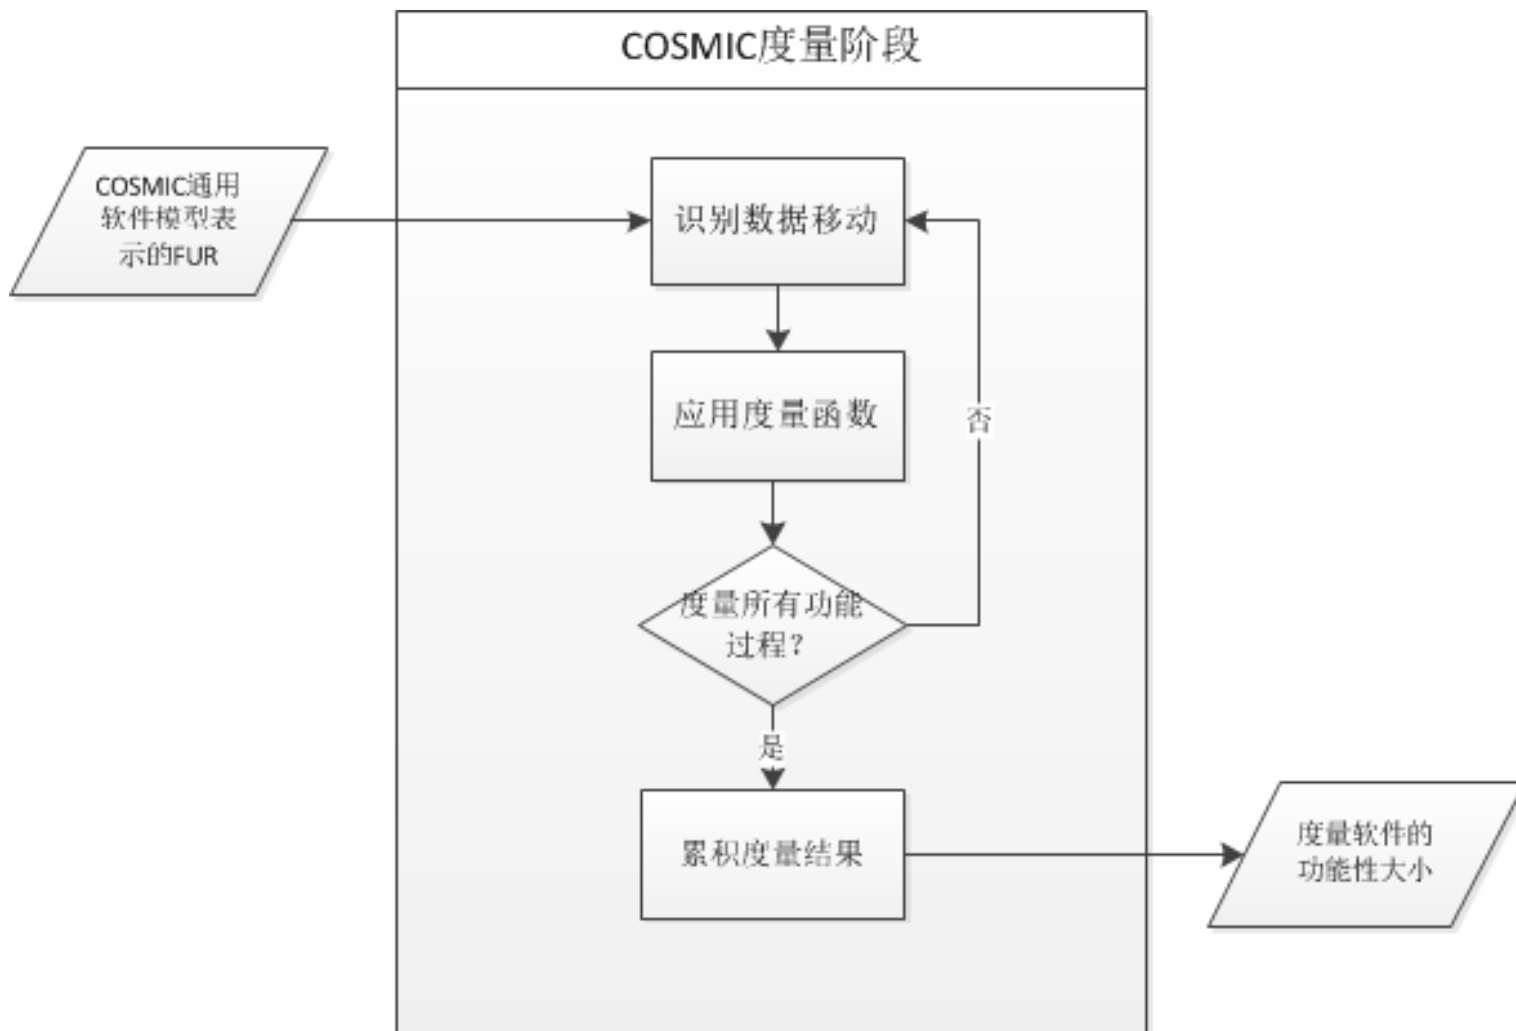 COSMIC度量阶段
COSMIC通用
软件模型表
示的FUR
识别数据移动
应用度量函数
否
度量所有功能
过程？
是
累积度量结果
度量软件的
功能性大小